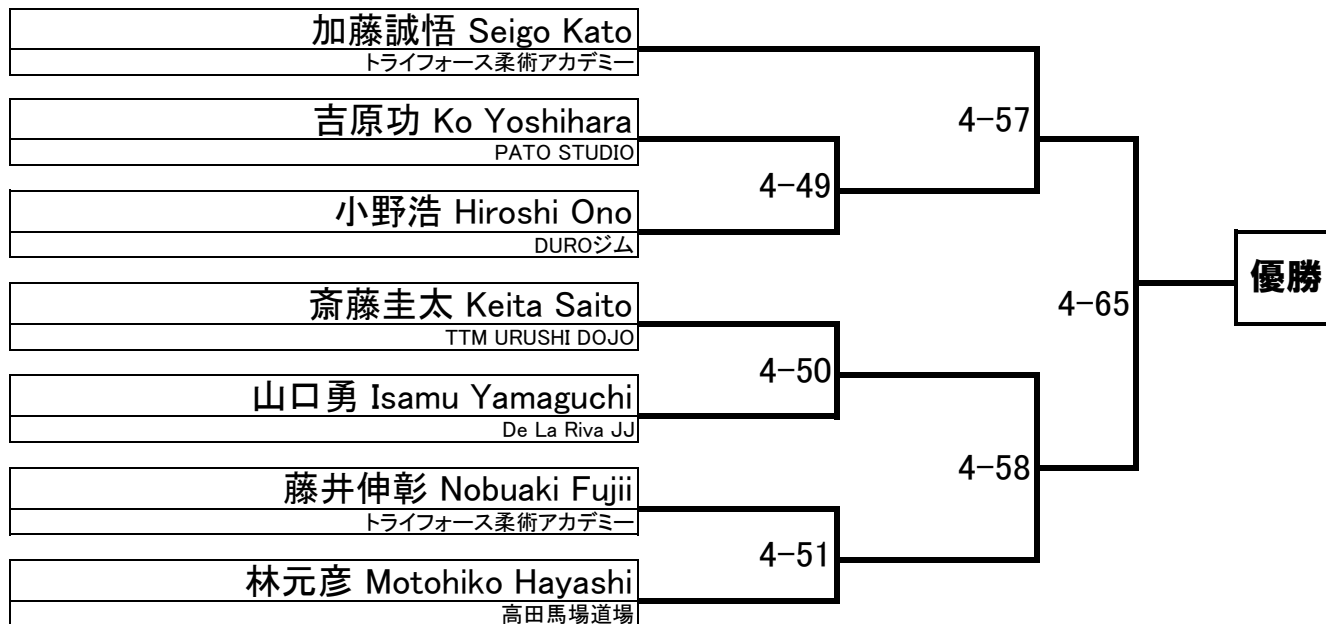 加藤誠悟 Seigo Kato
トライフォース柔術アカデミー
4-57
吉原功 Ko Yoshihara
PATO STUDIO
4-49
小野浩 Hiroshi Ono
DUROジム
優勝
斎藤圭太 Keita Saito
TTM URUSHI DOJO
4-65
4-50
山口勇 Isamu Yamaguchi
De La Riva JJ
4-58
藤井伸彰 Nobuaki Fujii
トライフォース柔術アカデミー
4-51
林元彦 Motohiko Hayashi
高田馬場道場